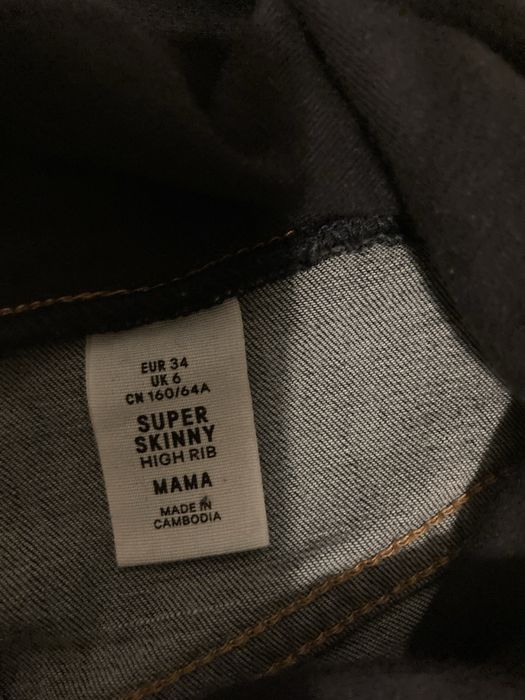 EUR 34
UK 6
CN 160/64A
SUPER
SKINNY
HIGH RIB
MAMA
MADE IN
CAMBODIA